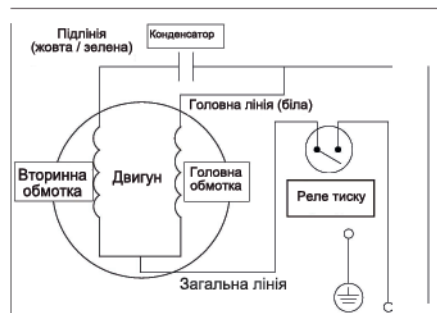 Підлінія
(жовта / зелена)
Конденсатор
Головна лінія (біла)
Вторинна
обмотка
Двигун
Головна
обмотка
Реле тиску
Загальна лінія